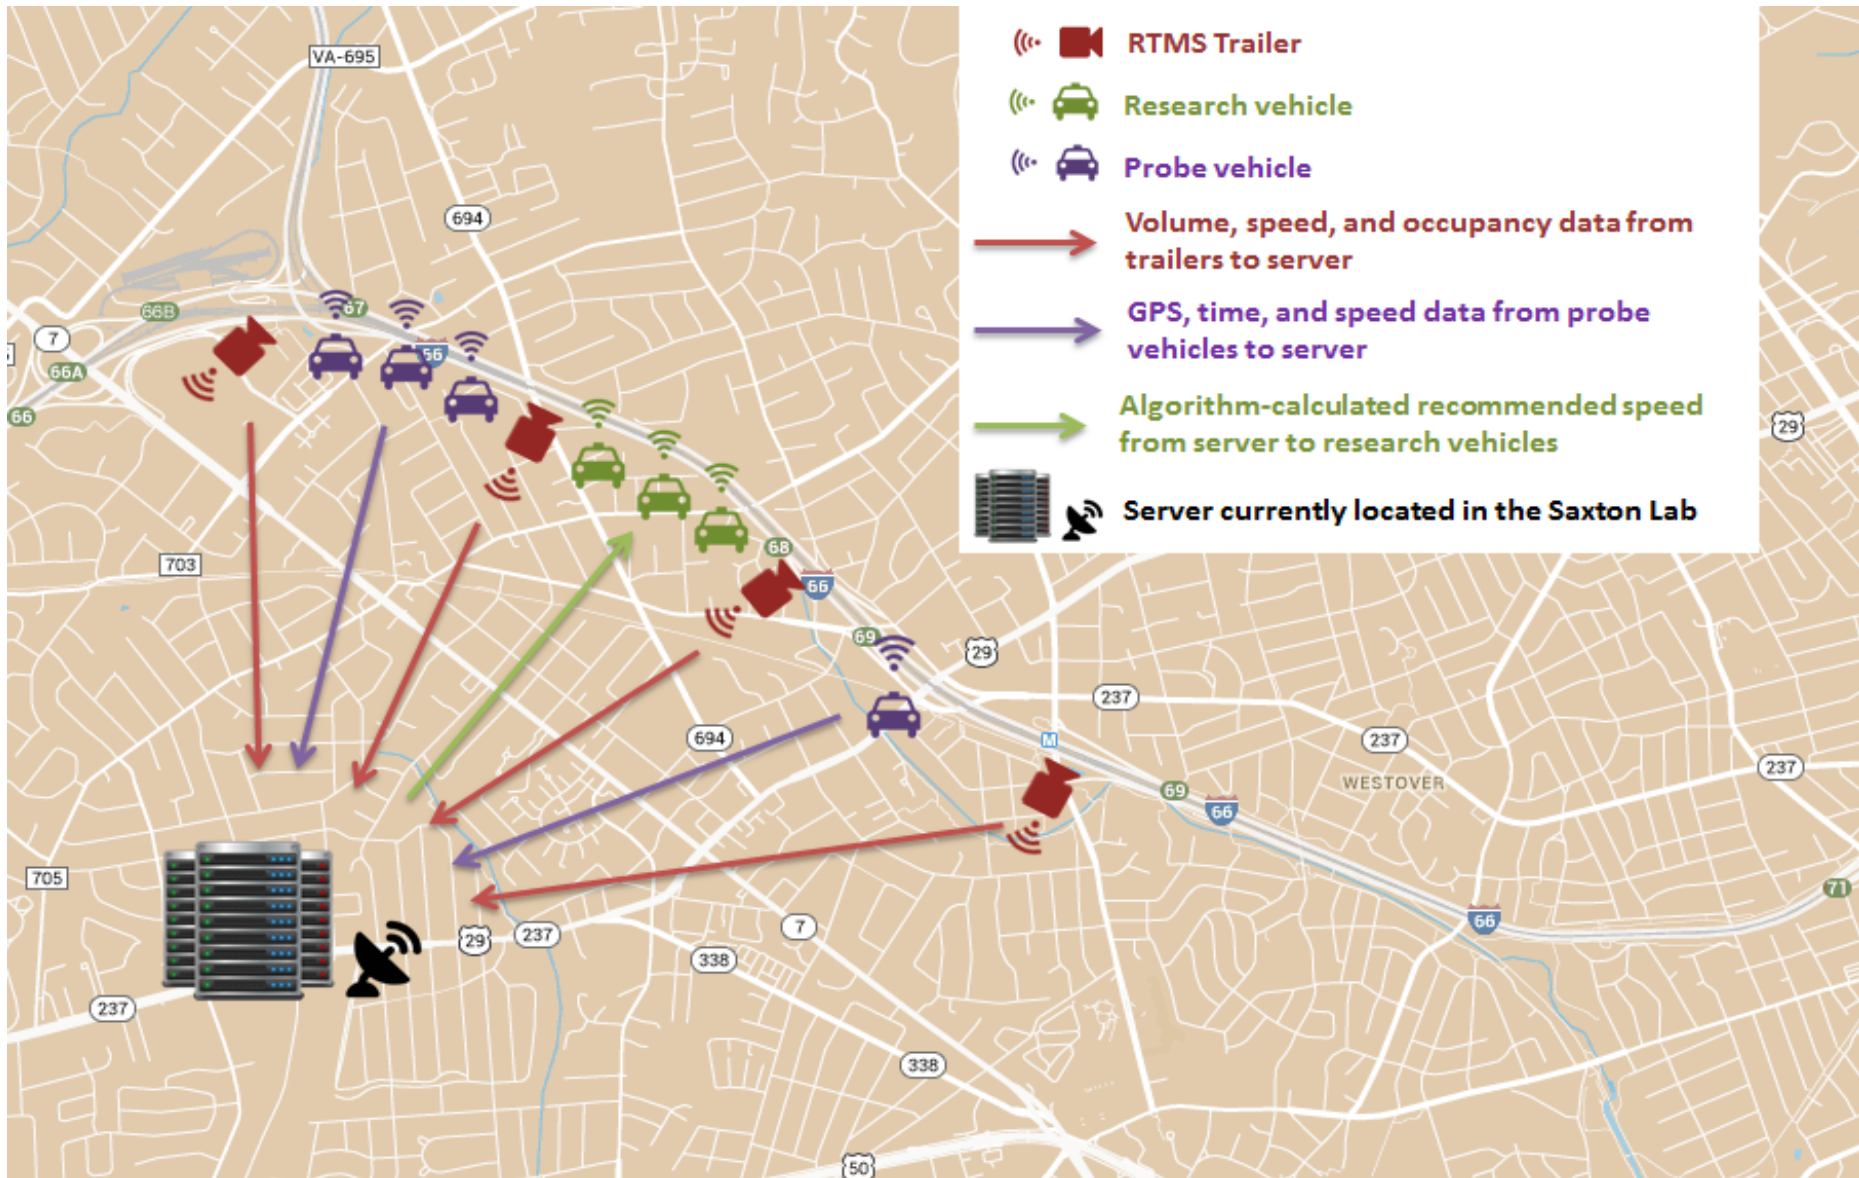 RTMS Trailer
Research vehicle
Probe vehicle
Volume, speed, and occupancy data from
trailers to server
GPS, time, and speed data from probe
vehicles to server
Algorithm-calculated recommended speed
from server to research vehicles
Server currently located in the Saxton Lab
VA-695
694
66B
67
7
66
66A
66
29
703
68
66
69
29
237
694
M
237
237
WESTOVER
69
66
705
71
66
7
29
237
338
237
338
50